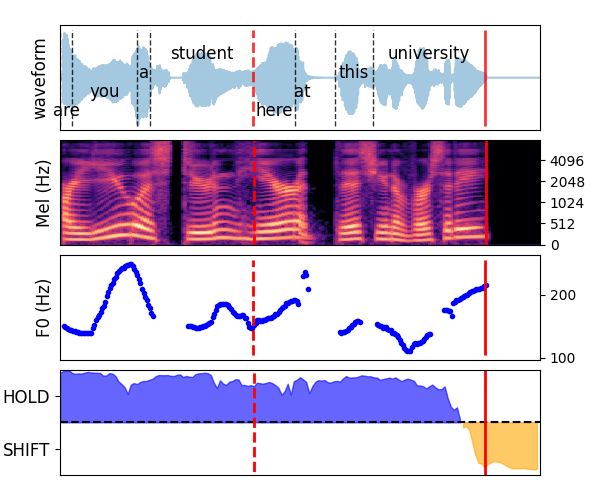 waveform
are
you
a
student
here
at
this
university
Mel (Hz)
4096
2048
1024
512
0
F0 (Hz)
200
100
HOLD
SHIFT